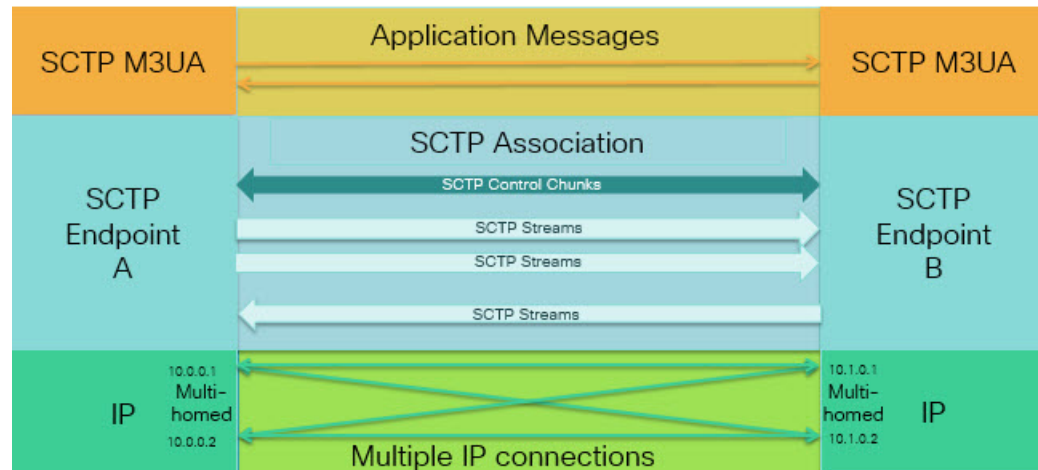 SCTP M3UA
Application Messages
SCTP M3UA
SCTP Association
SCTP Control Chunks
SCTP Streams
SCTP Streams
SCTP Streams
SCTP
Endpoint
A
SCTP
Endpoint
B
IP
10.0.0.1
Multi-
homed
10.0.0.2
Multiple IP connections
10.1.0.1
Multi-
homed
10.1.0.2
IP